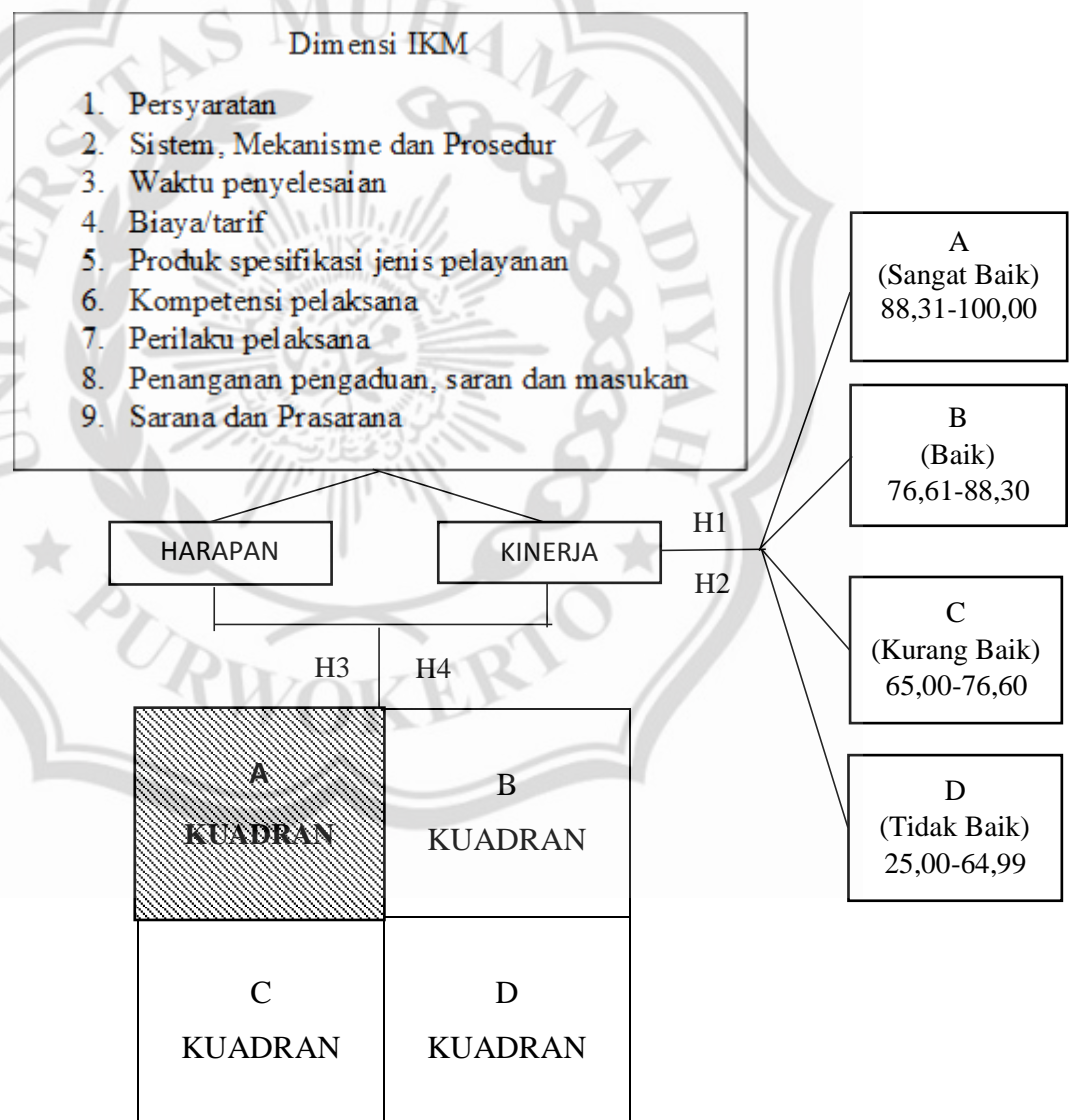 Dimensi IKM
1. Persyaratan
2. Sistem, Mekanisme dan Prosedur
3. Waktu penyelesaian
4. Biaya/tarif
5. Produk spesifikasi jenis pelayanan
6. Kompetensi pelaksana
7. Perilaku pelaksana
8. Penanganan pengaduan, saran dan masukan
9. Sarana dan Prasarana
HARAPAN
KINERJA
H1
H2
A
(Sangat Baik)
88,31-100,00
B
(Baik)
76,61-88,30
C
(Kurang Baik)
65,00-76,60
D
(Tidak Baik)
25,00-64,99
H3
H4
A
KUADRAN
B
KUADRAN
C
KUADRAN
D
KUADRAN
UNIVERSITAS MUHAMMADIYAH
PURWOKERTO